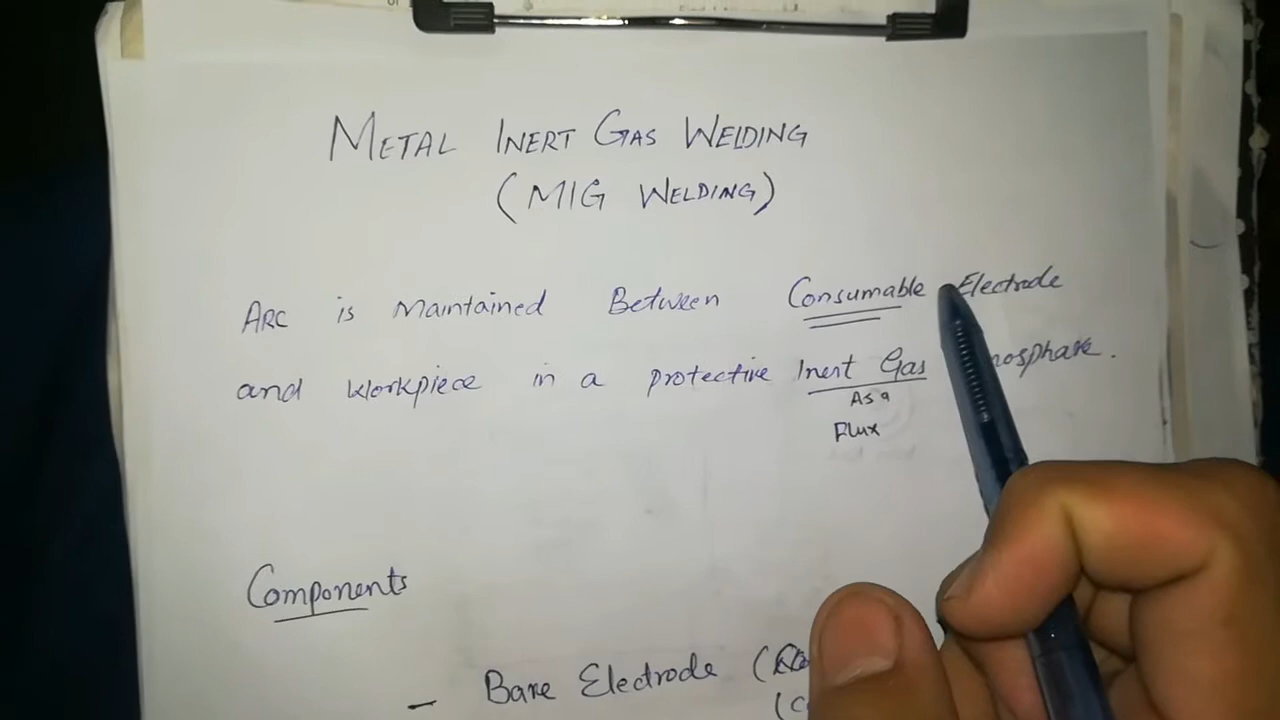 METAL INERT GAS WELDING
(MIG WELDING)
ARC is Maintained Between Consumable Electrode
and Workpiece in a protective Inert Gas
As a
Flux
Components
- Bare Electrode (